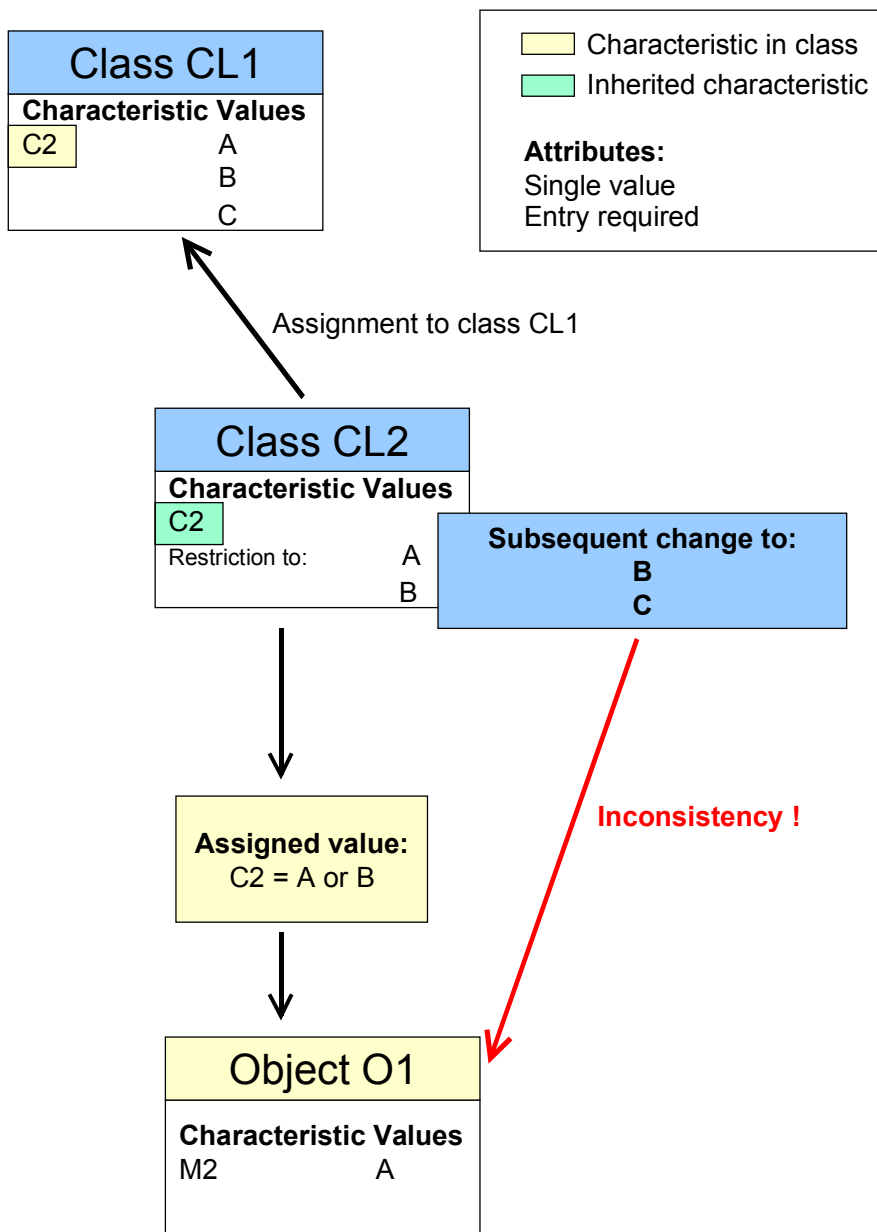 Class CL1
Characteristic Values
C2 A
B
C
Characteristic in class
Inherited characteristic
Attributes:
Single value
Entry required
Assignment to class CL1
Class CL2
Characteristic Values
C2
Restriction to: A
B
Subsequent change to:
B
C
Inconsistency !
Assigned value:
C2 = A or B
Object O1
Characteristic Values
M2 A